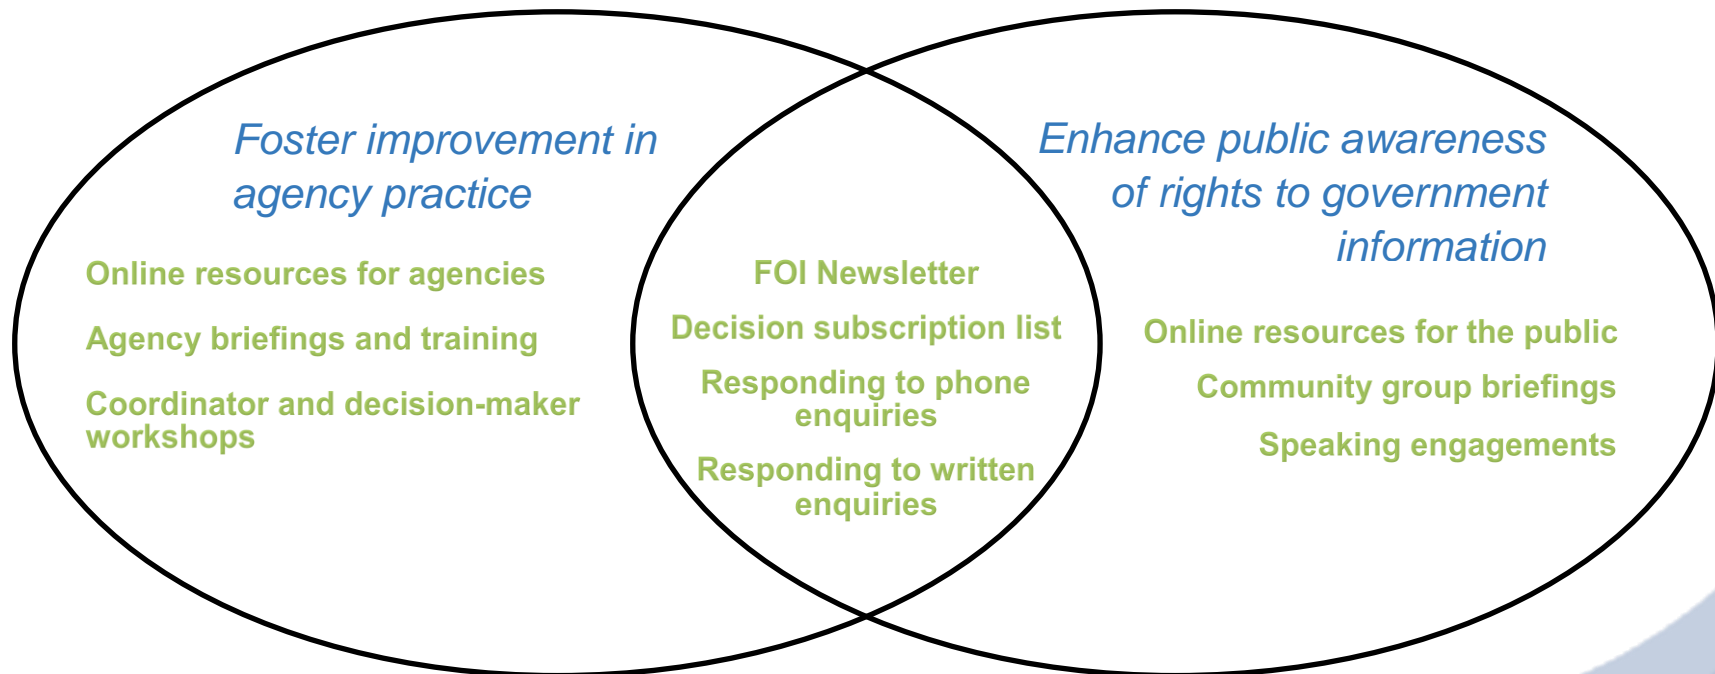 Foster improvement in
agency practice
Online resources for agencies
Agency briefings and training
Coordinator and decision-maker
workshops
FOI Newsletter
Decision subscription list
Responding to phone
enquiries
Responding to written
enquiries
Enhance public awareness
of rights to government
information
Online resources for the public
Community group briefings
Speaking engagements